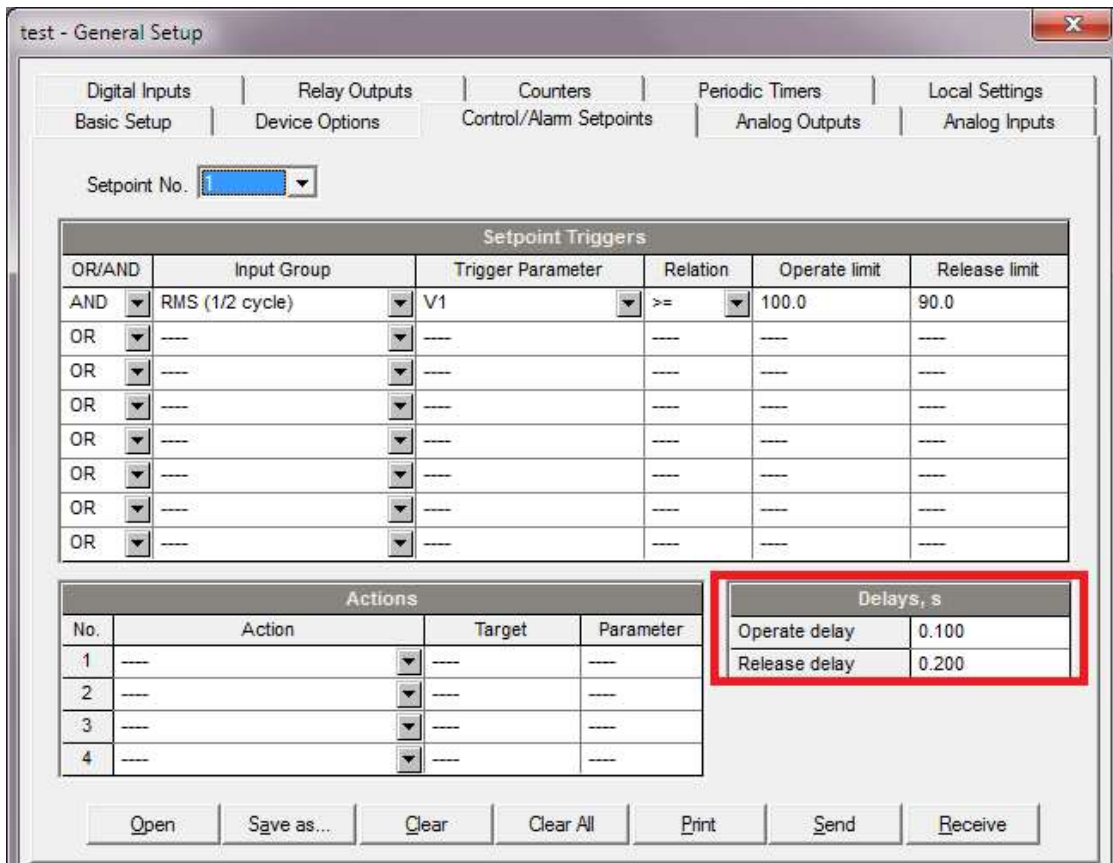 test - General Setup
Digital Inputs Relay Outputs Counters Periodic Timers Local Settings
Basic Setup Device Options Control/Alarm Setpoints Analog Outputs Analog Inputs
Setpoint No. 1
Setpoint Triggers
OR/AND Input Group Trigger Parameter Relation Operate limit Release limit
AND RMS (1/2 cycle) V1 >= 100.0 90.0
OR ---- ---- ---- ---- ----
OR ---- ---- ---- ---- ----
OR ---- ---- ---- ---- ----
OR ---- ---- ---- ---- ----
OR ---- ---- ---- ---- ----
OR ---- ---- ---- ---- ----
OR ---- ---- ---- ---- ----
Actions
No. Action Target Parameter
1 ---- ---- ----
2 ---- ---- ----
3 ---- ---- ----
4 ---- ---- ----
Delays, s
Operate delay 0.100
Release delay 0.200
Open Save as... Clear Clear All Print Send Receive